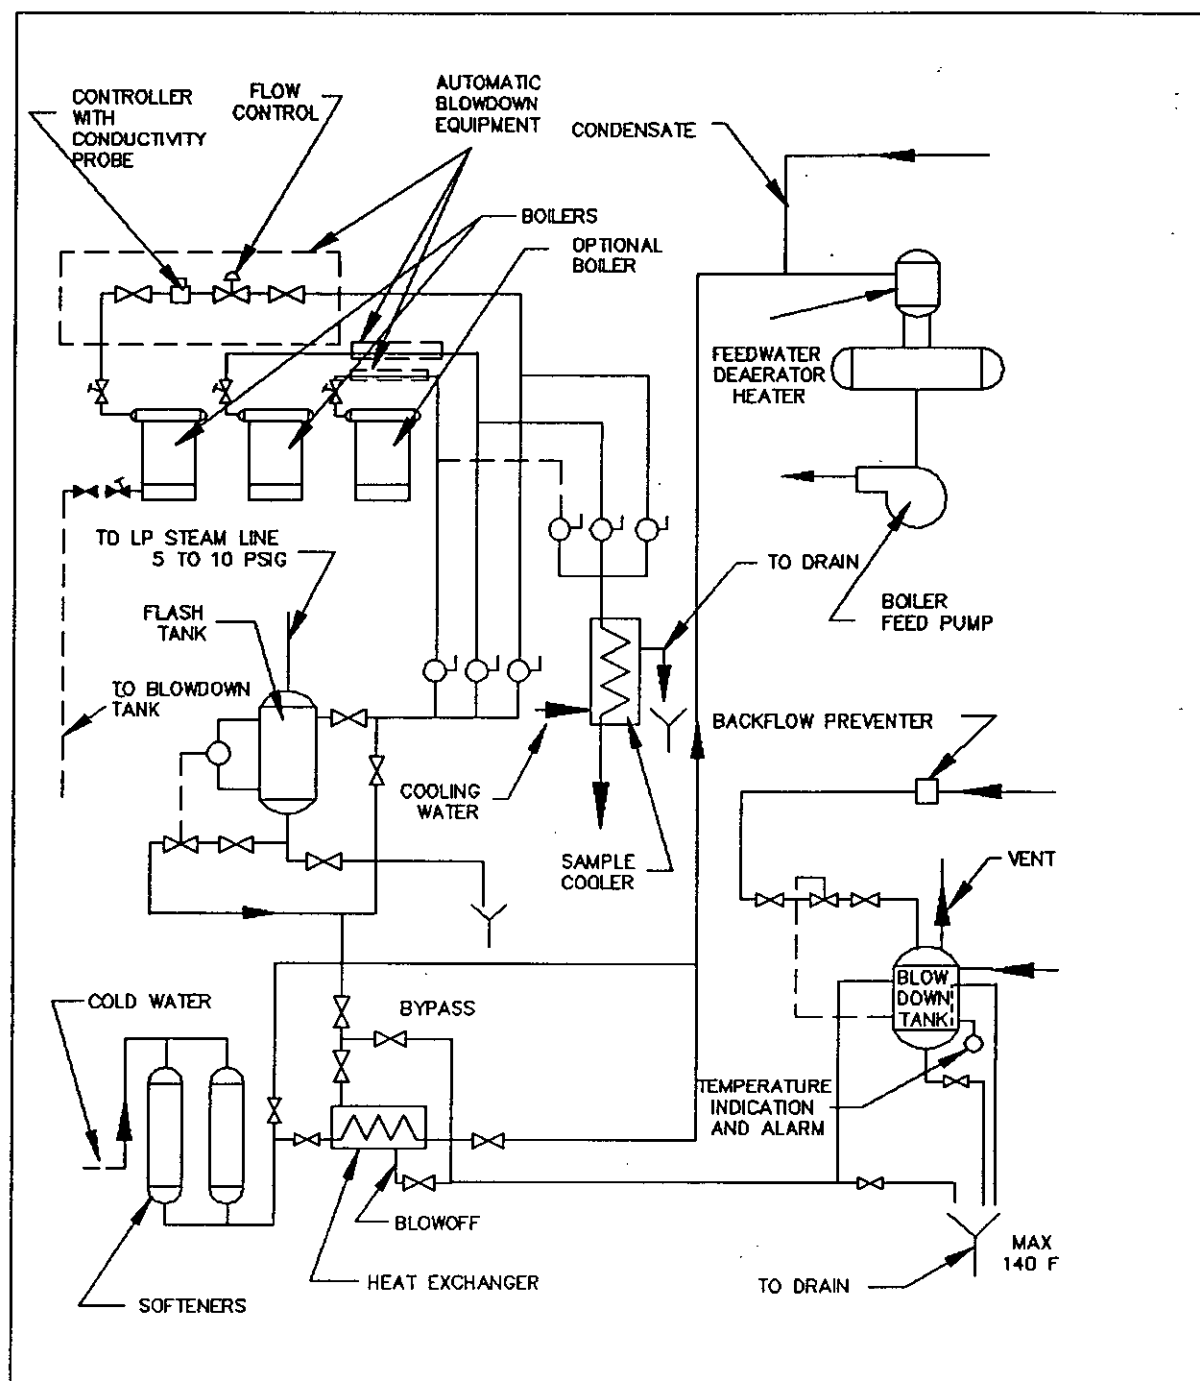 CONTROLLER
WITH
CONDUCTIVITY
PROBE
FLOW
CONTROL
AUTOMATIC
BLOWDOWN
EQUIPMENT
CONDENSATE
BOILERS
OPTIONAL
BOILER
FEEDWATER
DEAERATOR
HEATER
TO LP STEAM LINE
5 TO 10 PSIG
TO DRAIN
BOILER
FEED PUMP
FLASH
TANK
TO BLOWDOWN
TANK
BACKFLOW PREVENTER
COOLING
WATER
SAMPLE
COOLER
VENT
COLD WATER
BYPASS
BLOW
DOWN
TANK
TEMPERATURE
INDICATION
AND ALARM
BLOWOFF
HEAT EXCHANGER
SOFTENERS
TO DRAIN
MAX
140 F